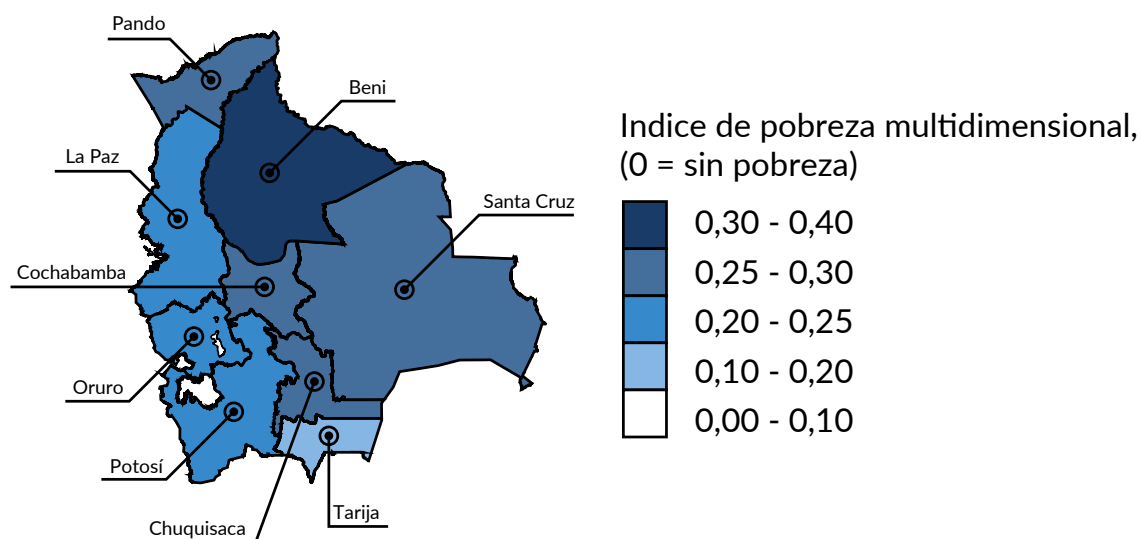 Pando
Beni
La Paz
Santa Cruz
Cochabamba
Oruro
Potosí
Chuquisaca
Tarija
Indice de pobreza multidimensional,
(0 = sin pobreza)
0,30 - 0,40
0,25 - 0,30
0,20 - 0,25
0,10 - 0,20
0,00 - 0,10